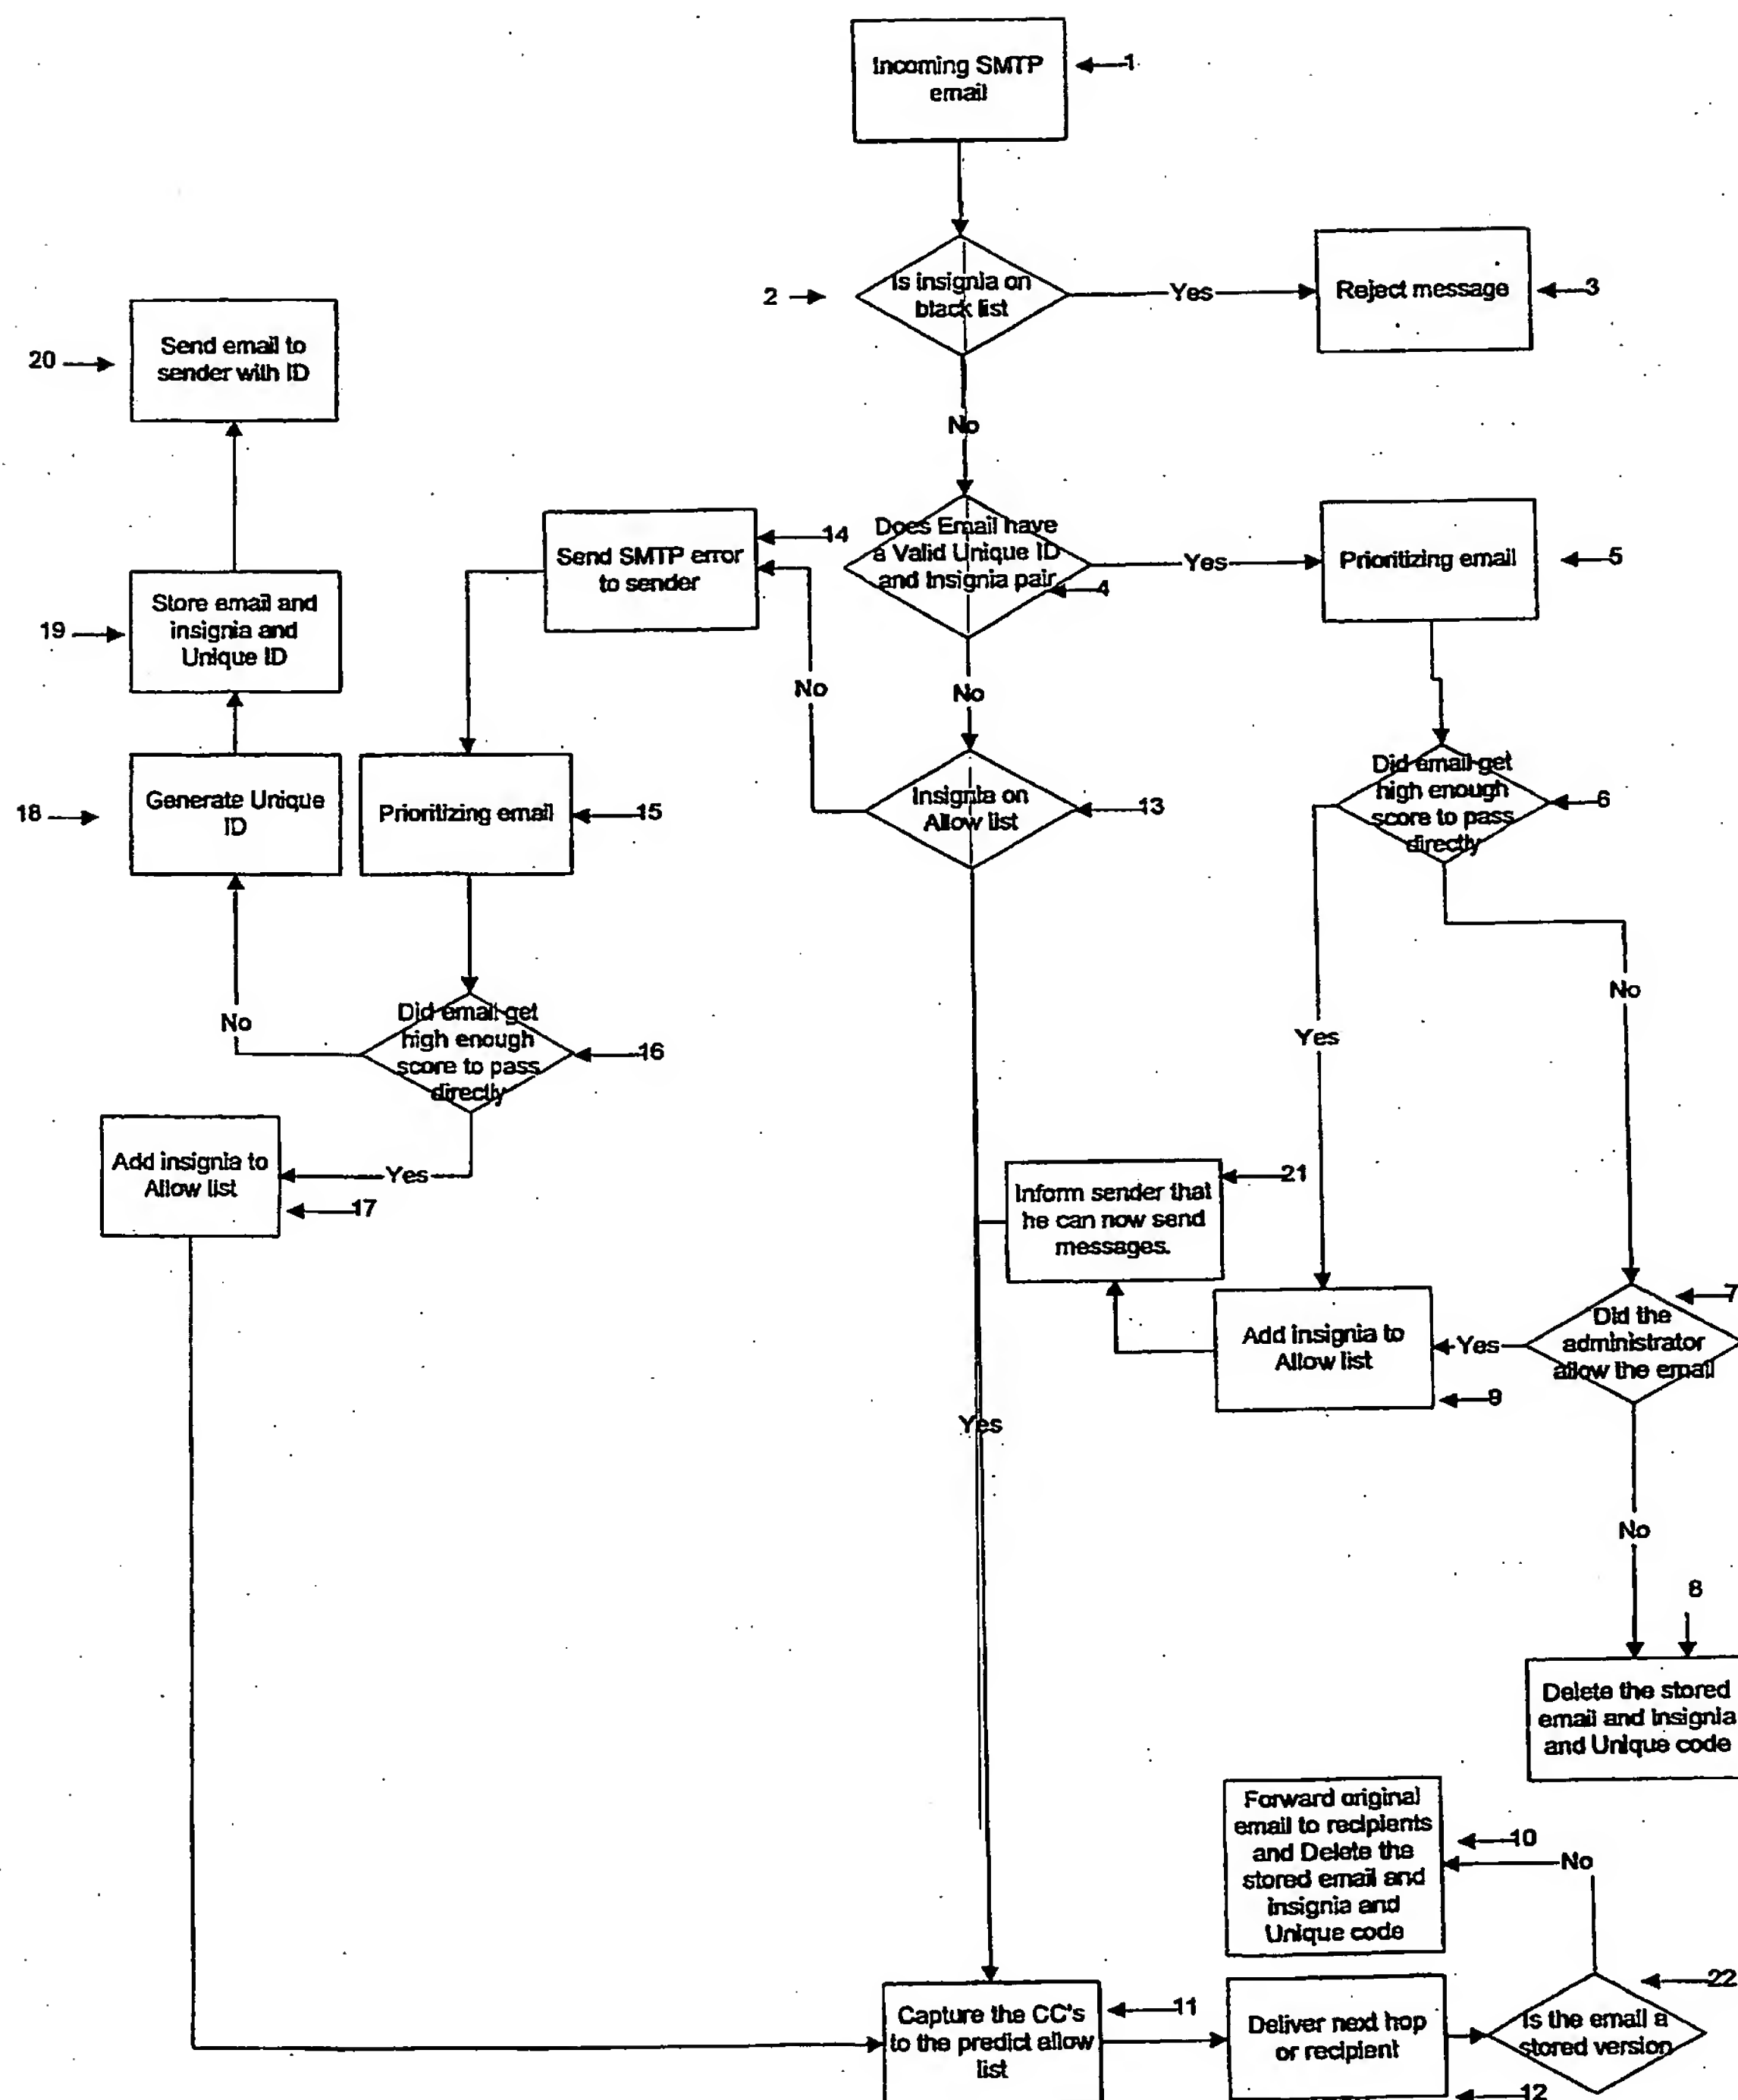 Incoming SMTP
email
1
2
Is insignia on
black list
Yes
Reject message
3
No
20
Send email to
sender with ID
Does Email have
a Valid Unique ID
and Insignia pair
4
Yes
Prioritizing email
5
14
Send SMTP error
to sender
19
Store email and
insignia and
Unique ID
No
No
18
Generate Unique
ID
Prioritizing email
15
Insignia on
Allow list
13
Did email get
high enough
score to pass
directly
6
No
Did email get
high enough
score to pass
directly
16
Yes
No
Add insignia to
Allow list
17
Yes
Inform sender that
he can now send
messages.
21
Add insignia to
Allow list
9
Yes
Did the
administrator
allow the email
7
Yes
No
8
Delete the stored
email and insignia
and Unique code
Forward original
email to recipients
and Delete the
stored email and
insignia and
Unique code
10
No
22
Capture the CC's
to the predict allow
list
11
Deliver next hop
or recipient
12
Is the email a
stored version